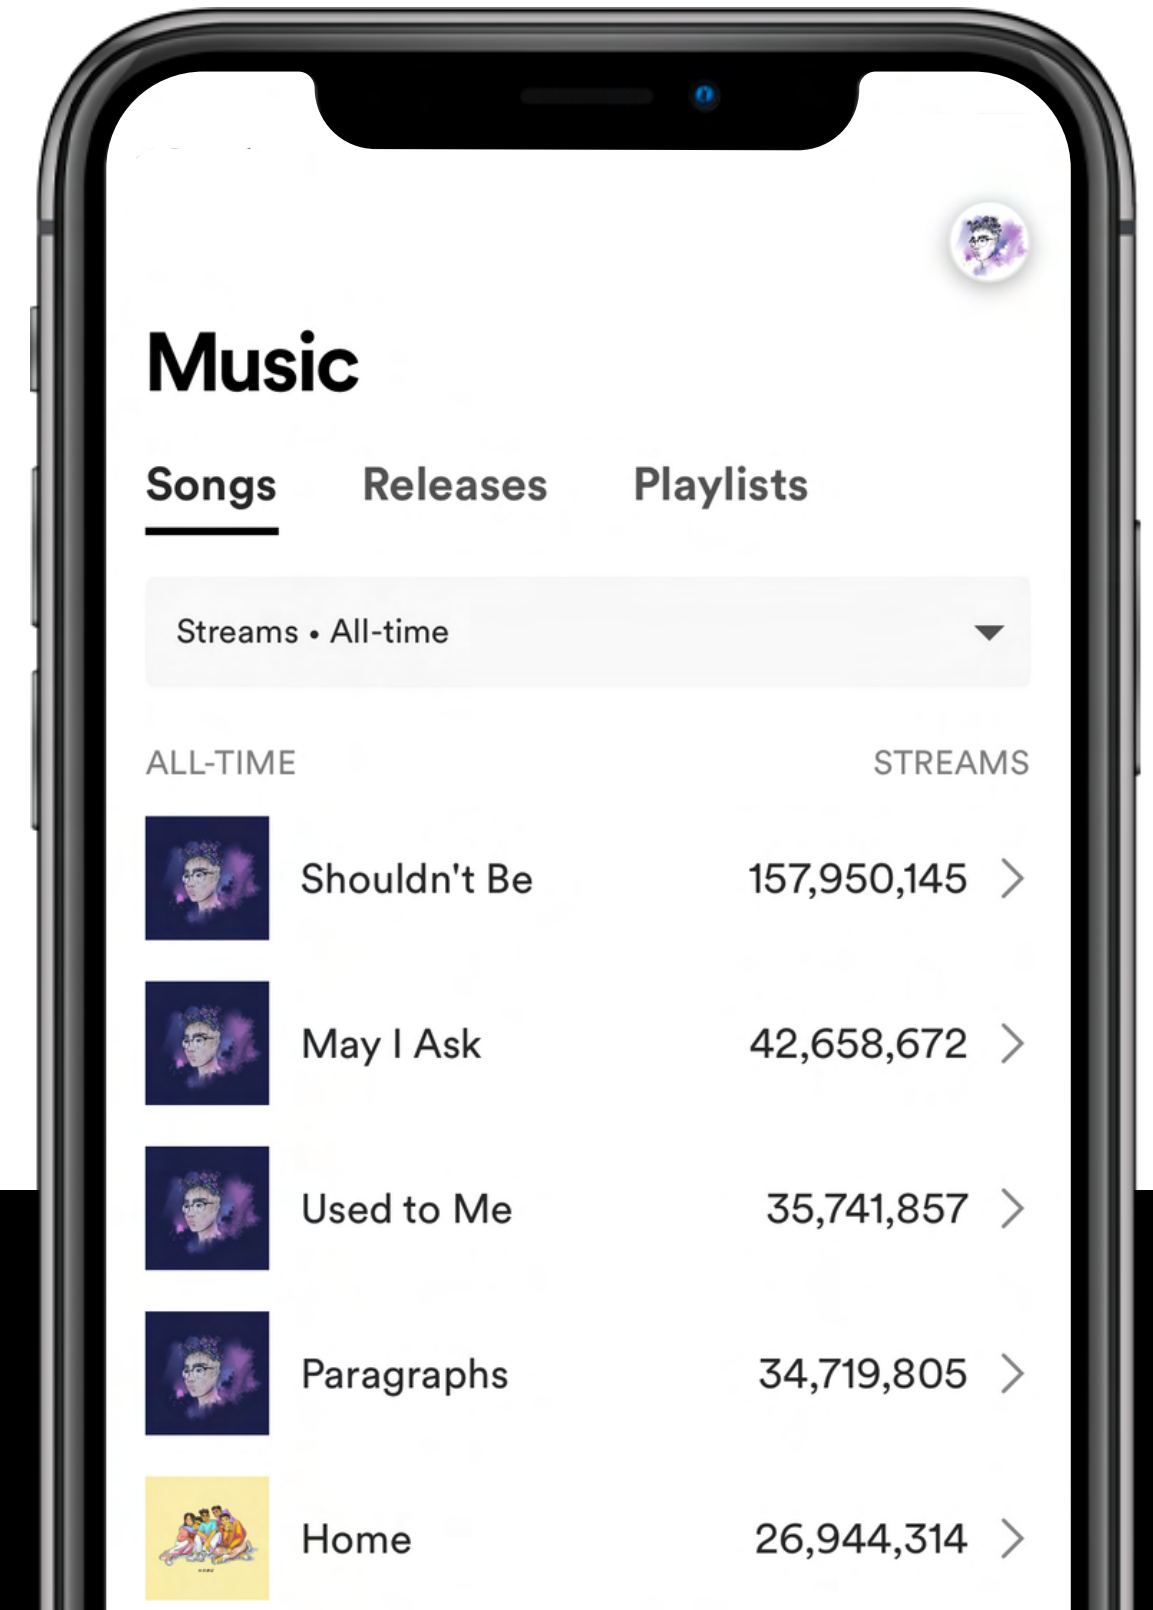 Music
Songs Releases Playlists
Streams • All-time
ALL-TIME STREAMS
Shouldn't Be 157,950,145
May I Ask 42,658,672
Used to Me 35,741,857
Paragraphs 34,719,805
Home 26,944,314